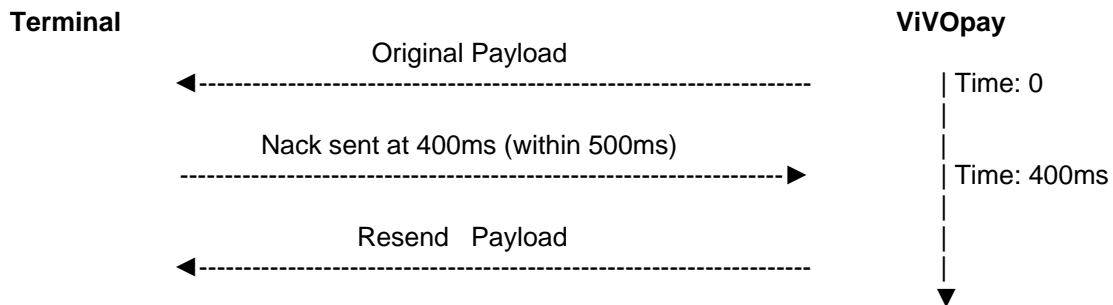 Terminal ViVOpay
Original Payload
Time: 0
Nack sent at 400ms (within 500ms)
Time: 400ms
Resend Payload